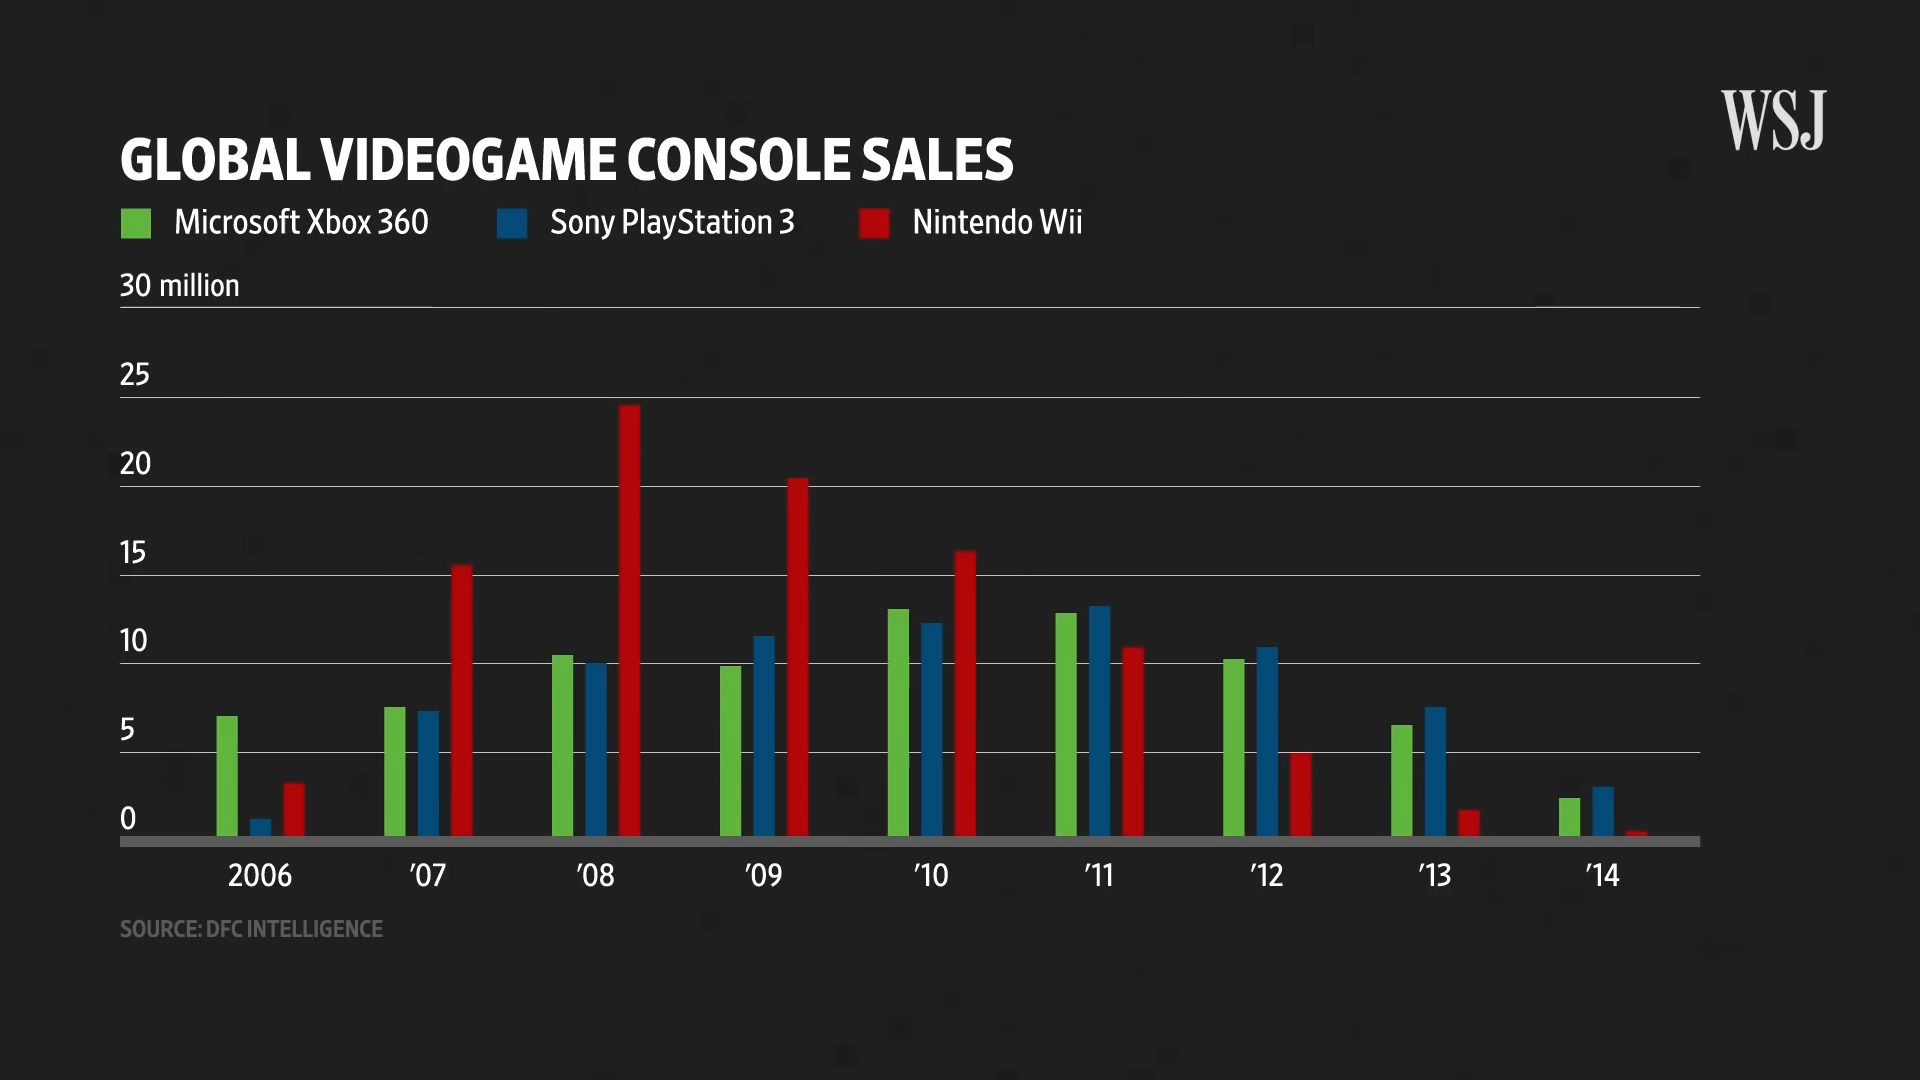 WSJ
GLOBAL VIDEOGAME CONSOLE SALES
Microsoft Xbox 360 Sony PlayStation 3 Nintendo Wii
30 million
25
20
15
10
5
0
2006 ’07 ’08 ’09 ’10 ’11 ’12 ’13 ’14
SOURCE: DFC INTELLIGENCE